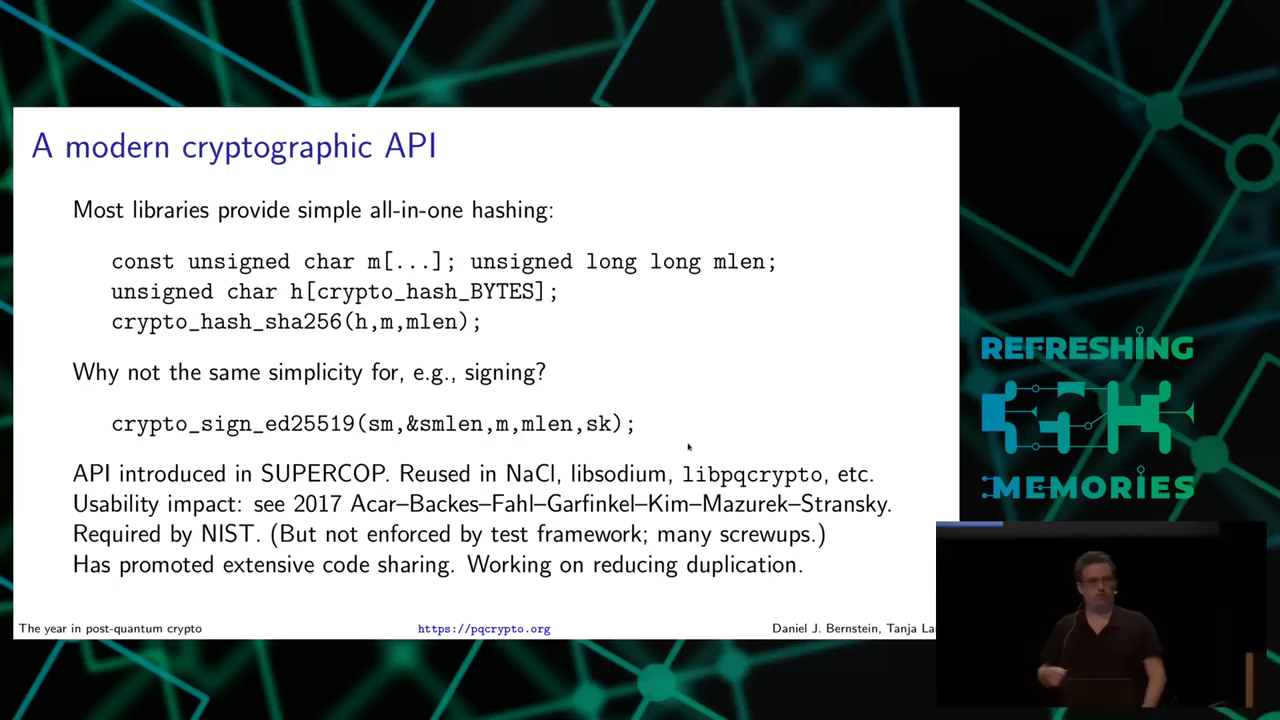 A modern cryptographic API
Most libraries provide simple all-in-one hashing:
const unsigned char m[...]; unsigned long long mlen;
unsigned char h[crypto_hash_BYTES];
crypto_hash_sha256(h,m,mlen);
Why not the same simplicity for, e.g., signing?
crypto_sign_ed25519(sm,&smlen,m,mlen,sk);
API introduced in SUPERCOP. Reused in NaCl, libsodium, libpqcrypto, etc.
Usability impact: see 2017 Acar–Backes–Fahl–Garfinkel–Kim–Mazurek–Stransky.
Required by NIST. (But not enforced by test framework; many screwups.)
Has promoted extensive code sharing. Working on reducing duplication.
The year in post-quantum crypto
https://pqcrypto.org
Daniel J. Bernstein, Tanja La
REFRESHING
:MEMORIES